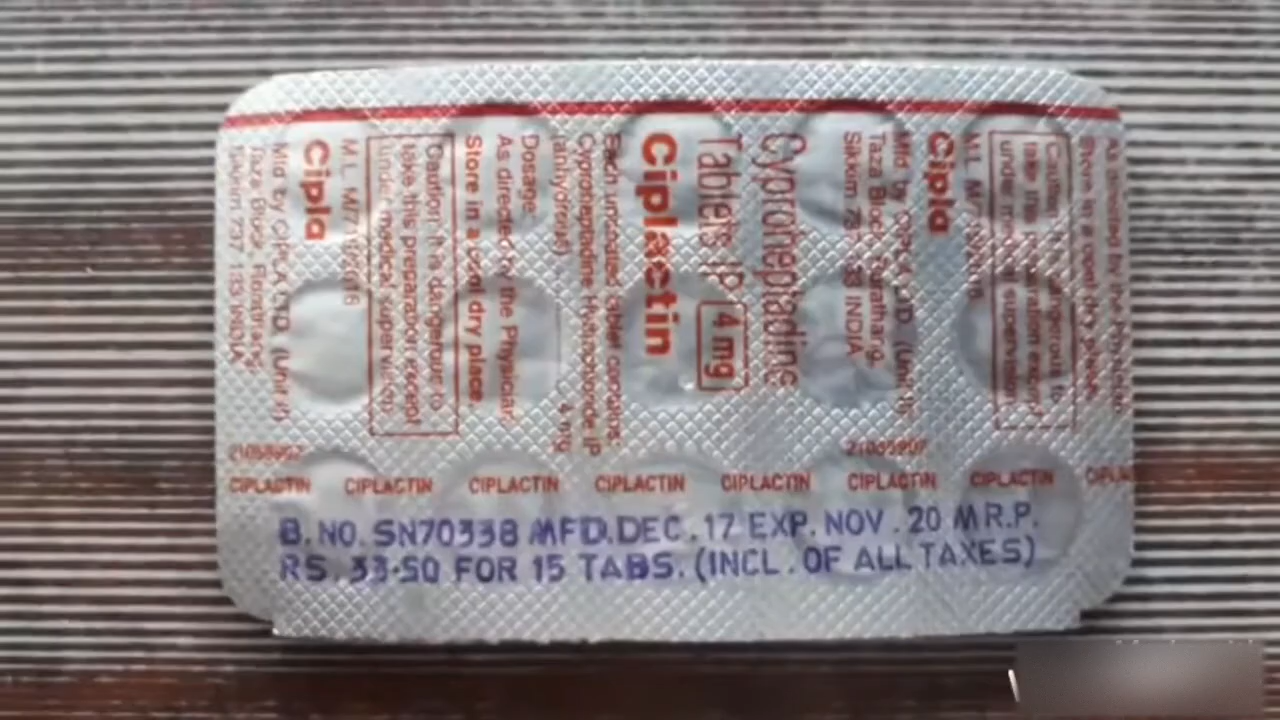 Cyproheptadine
Tablets IP 4 mg
Ciplactin
Each uncoated tablet contains:
Cyproheptadine Hydrochloride IP
(anhydrous) 4 mg
Dosage:
As directed by the Physician
Store in a cool dry place.
Caution: It is dangerous to
take this preparation except
under medical supervision
M.L.
Cipla
Mfd by CIPLA LTD. (Unit II)
Taza Block, Rorathang,
Sikkim 737 133 INDIA
As directed by the Physician
Store in a cool dry place.
Caution: It is dangerous to
take this preparation except
under medical supervision
M.L.
Cipla
Mfd by CIPLA LTD. (Unit II)
Taza Block, Rorathang,
Sikkim 737 133 INDIA
CIPLACTIN CIPLACTIN CIPLACTIN CIPLACTIN CIPLACTIN CIPLACTIN CIPLACTIN
B. NO. SN70338 MFD. DEC. 17 EXP. NOV. 20 M.R.P.
RS. 33.50 FOR 15 TABS. (INCL. OF ALL TAXES)